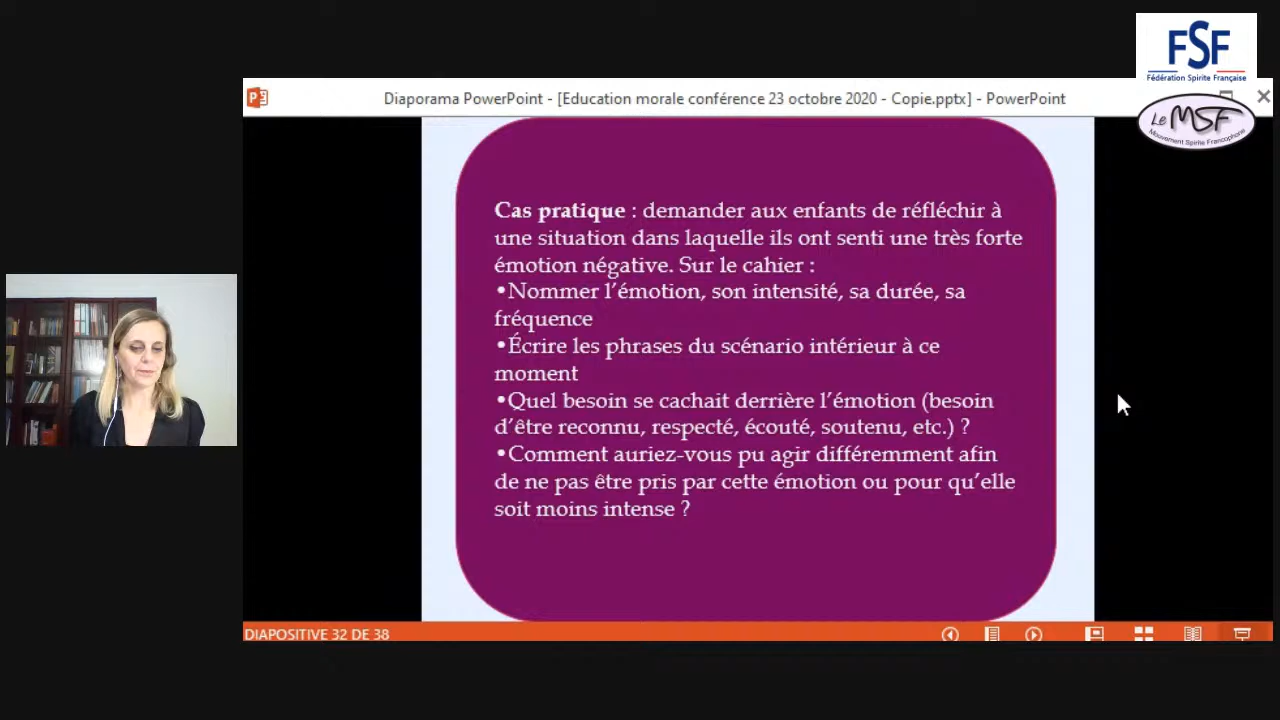 FSF
Fédération Spirite Française
Diaporama PowerPoint - [Education morale conférence 23 octobre 2020 - Copie.pptx] - PowerPoint
Le MSF
Mouvement Spirite Francophone
Cas pratique : demander aux enfants de réfléchir à
une situation dans laquelle ils ont senti une très forte
émotion négative. Sur le cahier :
•Nommer l'émotion, son intensité, sa durée, sa
fréquence
•Écrire les phrases du scénario intérieur à ce
moment
•Quel besoin se cachait derrière l'émotion (besoin
d'être reconnu, respecté, écouté, soutenu, etc.) ?
•Comment auriez-vous pu agir différemment afin
de ne pas être pris par cette émotion ou pour qu'elle
soit moins intense ?
DIAPOSITIVE 32 DE 38